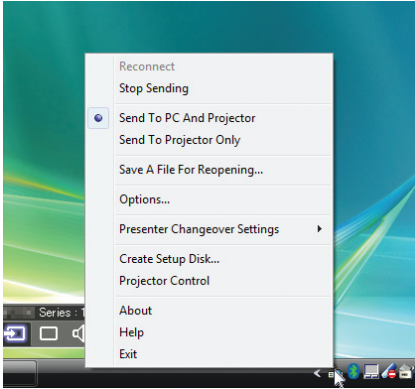 Reconnect
Stop Sending
Send To PC And Projector
Send To Projector Only
Save A File For Reopening...
Options...
Presenter Changeover Settings
Create Setup Disk...
Projector Control
Series :
About
Help
Exit